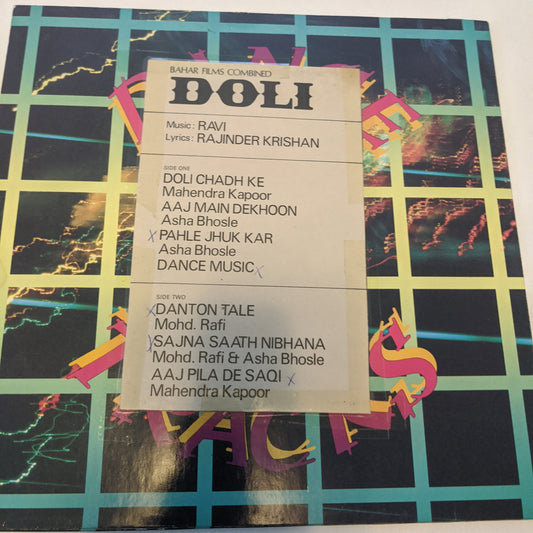 BAHAR FILMS COMBINED
DOLI
Music: RAVI
Lyrics: RAJINDER KRISHAN
SIDE ONE
DOLI CHADH KE
Mahendra Kapoor
AAJ MAIN DEKHOON
Asha Bhosle
x PAHLE JHUK KAR
Asha Bhosle
DANCE MUSIC x
SIDE TWO
x DANTON TALE
Mohd. Rafi
SAJNA SAATH NIBHANA
Mohd. Rafi & Asha Bhosle
AAJ PILA DE SAQI x
Mahendra Kapoor